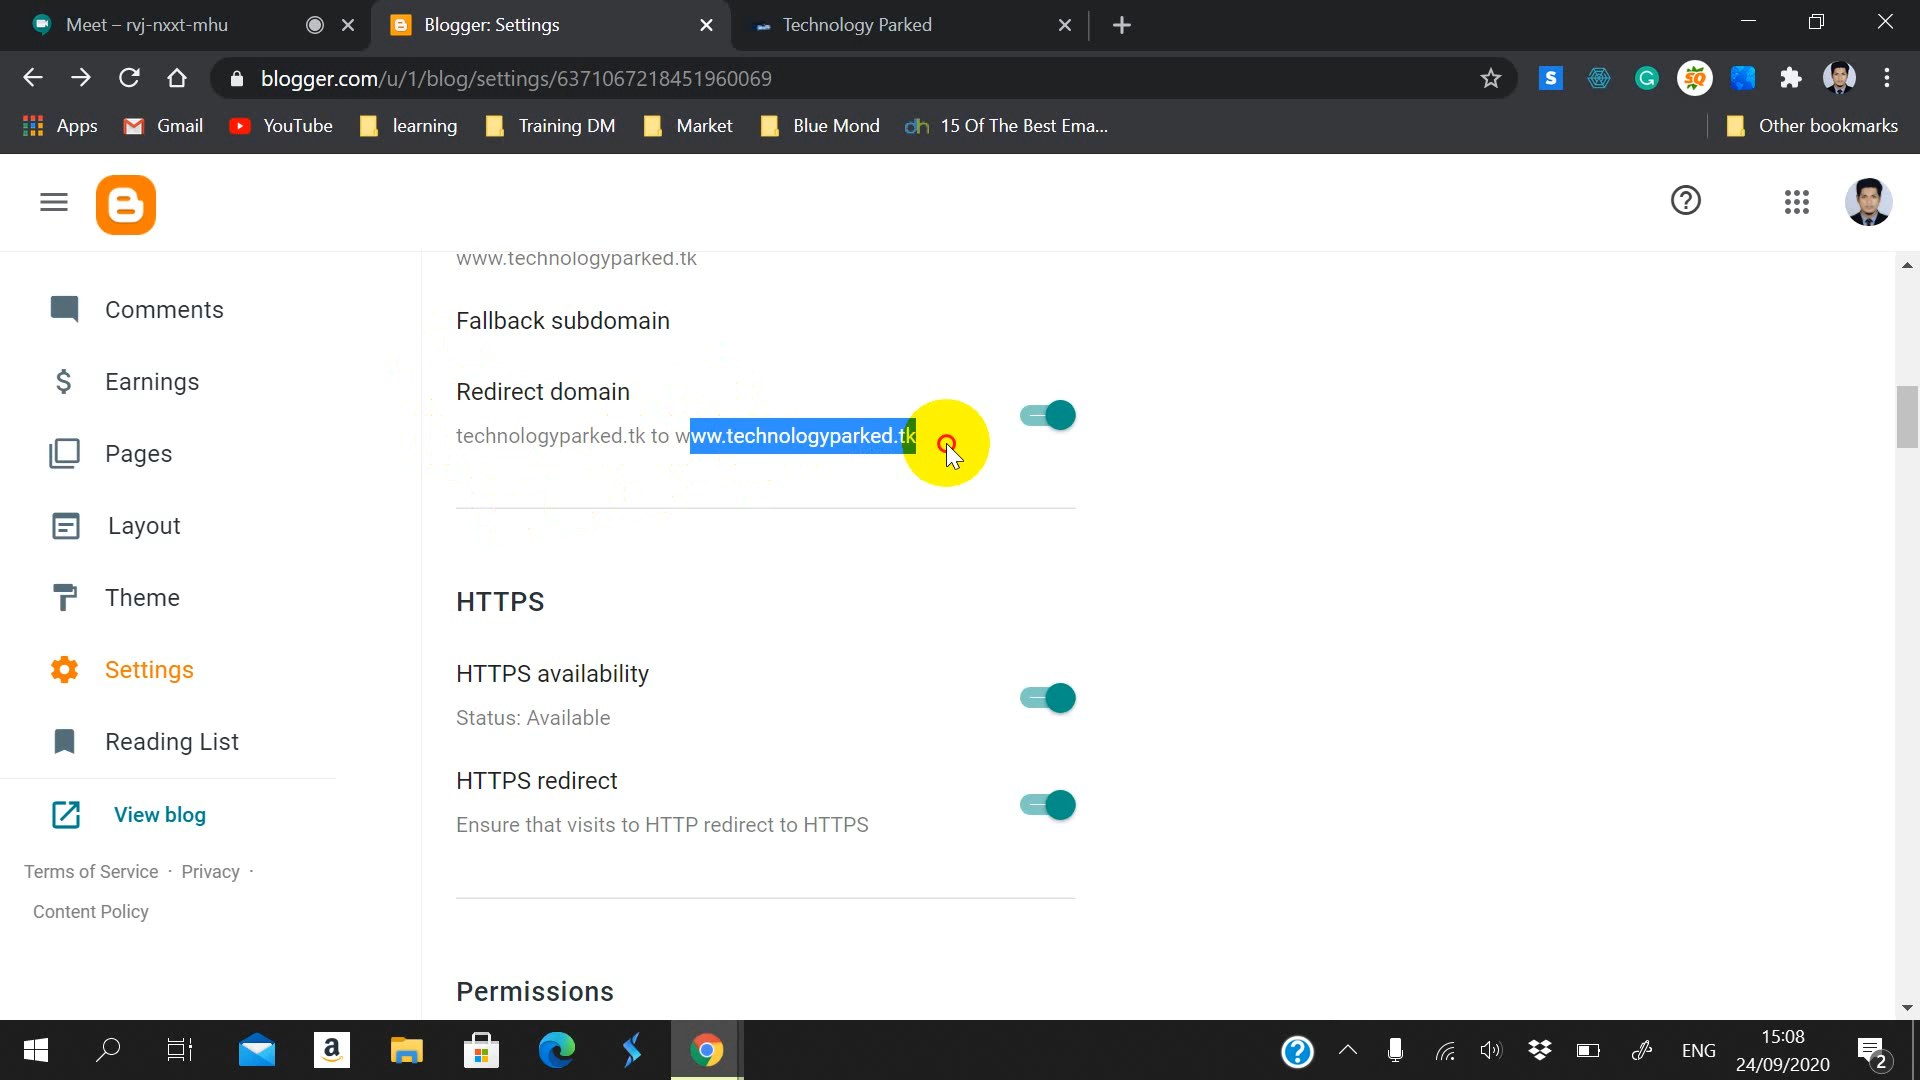 Meet – rvj-nxxt-mhu
Blogger: Settings
Technology Parked
blogger.com/u/1/blog/settings/6371067218451960069
Apps
Gmail
YouTube
learning
Training DM
Market
Blue Mond
15 Of The Best Ema...
Other bookmarks
www.technologyparked.tk
Fallback subdomain
Redirect domain
technologyparked.tk to www.technologyparked.tk
Comments
Earnings
Pages
Layout
Theme
Settings
Reading List
View blog
Terms of Service · Privacy ·
Content Policy
HTTPS
HTTPS availability
Status: Available
HTTPS redirect
Ensure that visits to HTTP redirect to HTTPS
Permissions
ENG
15:08
24/09/2020
2